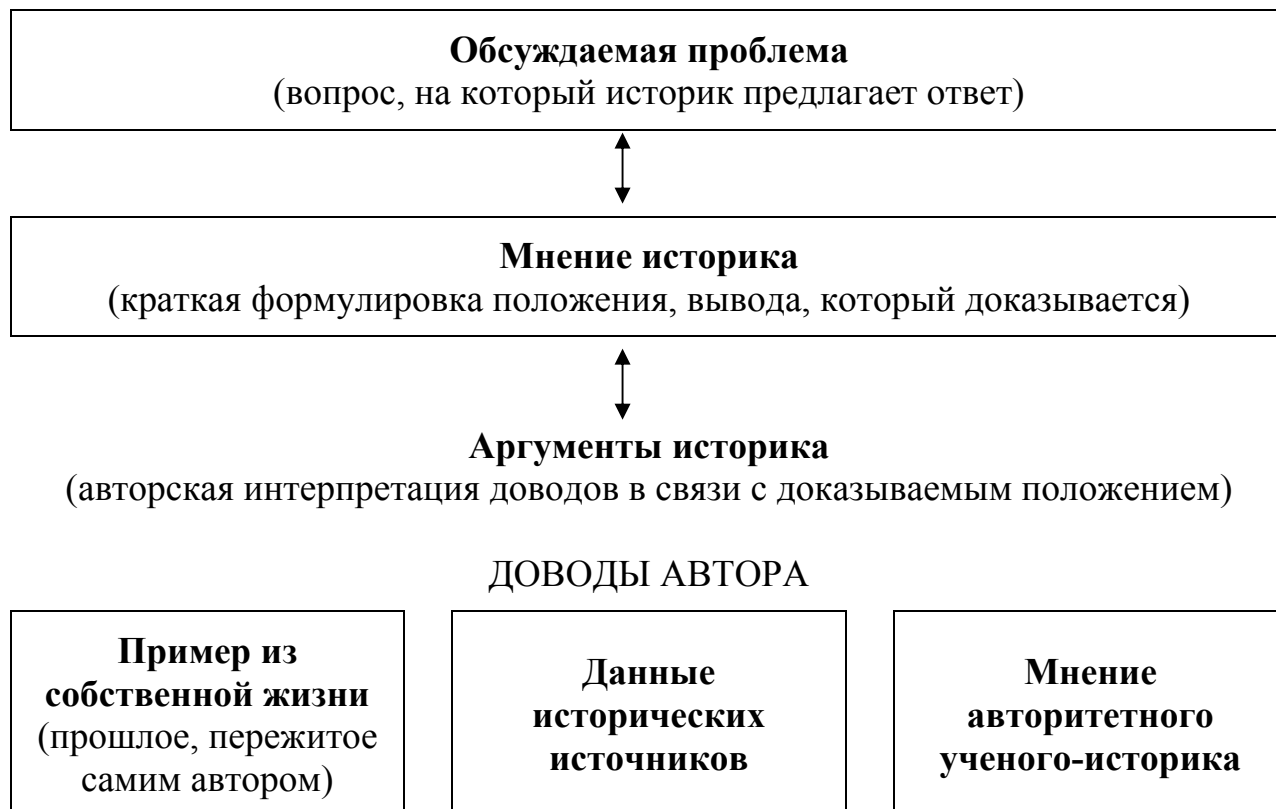 Обсуждаемая проблема
(вопрос, на который историк предлагает ответ)
Мнение историка
(краткая формулировка положения, вывода, который доказывается)
Аргументы историка
(авторская интерпретация доводов в связи с доказываемым положением)
ДОВОДЫ АВТОРА
Пример из
собственной жизни
(прошлое, пережитое
самим автором)
Данные
исторических
источников
Мнение
авторитетного
ученого-историка